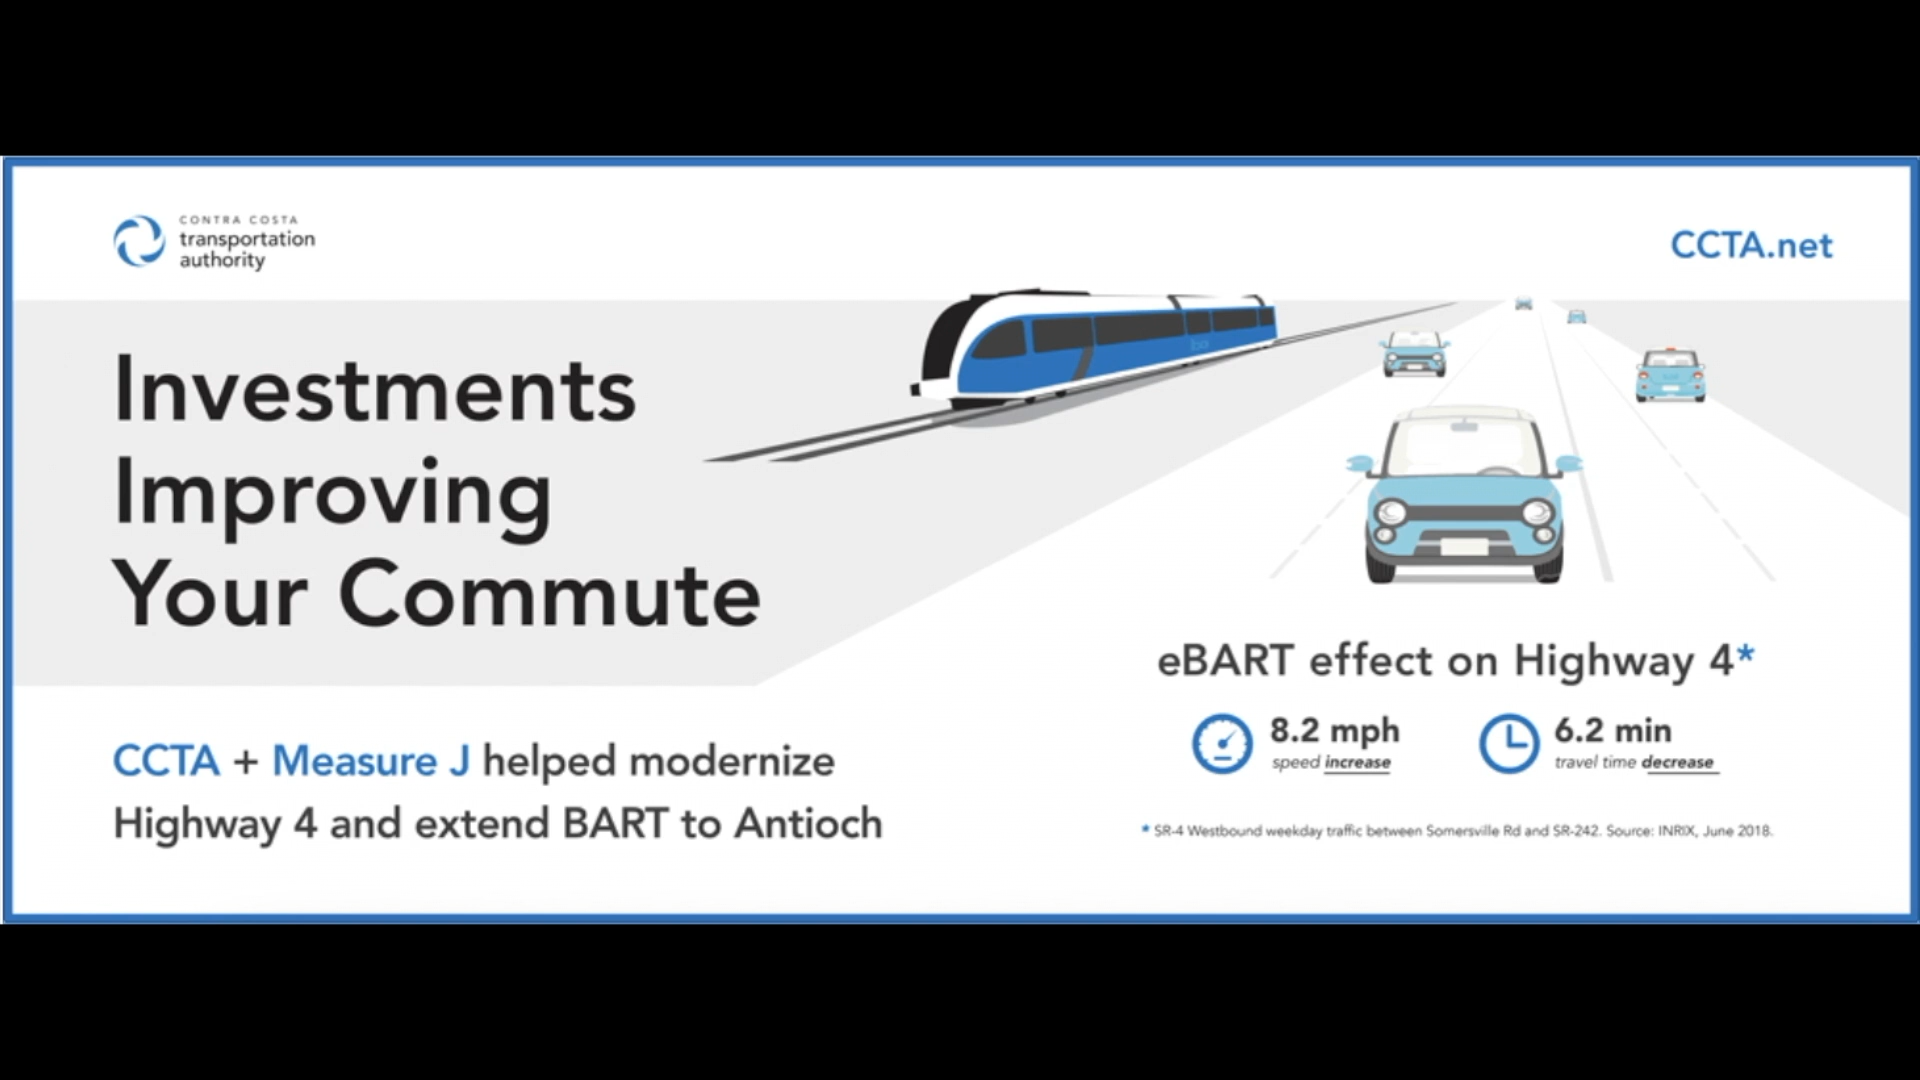 CONTRA COSTA
transportation
authority
CCTA.net
Investments
Improving
Your Commute
eBART effect on Highway 4*
8.2 mph
speed increase
6.2 min
travel time decrease
CCTA + Measure J helped modernize
Highway 4 and extend BART to Antioch
* SR-4 Westbound weekday traffic between Somersville Rd and SR-242. Source: INRIX, June 2018.